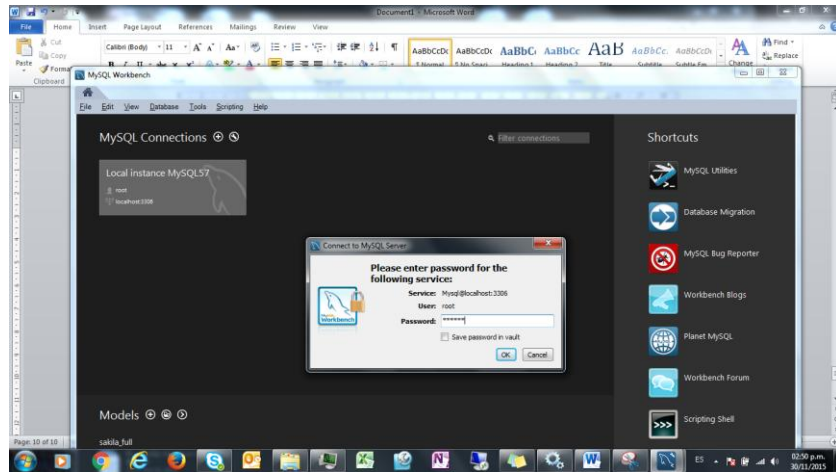 Document1 - Microsoft Word
File Home Insert Page Layout References Mailings Review View
Cut
Copy
Paste
Clipboard
Calibri (Body) 11
AaBbCcDc AaBbCcDc AaBbC AaBbCc AaB AaBbCc. AaBbCcDc
Change
Find
Replace
MySQL Workbench
File Edit View Database Tools Scripting Help
MySQL Connections
Filter connections
Shortcuts
Local instance MySQL57
root
localhost:3306
MySQL Utilities
Database Migration
MySQL Bug Reporter
Workbench Blogs
Planet MySQL
Workbench Forum
Scripting Shell
Connect to MySQL Server
Please enter password for the
following service:
Service: Mysql@localhost:3306
User: root
Password: ******
Save password in vault
OK Cancel
Workbench
Models
sakila_full
Page: 10 of 10
ES
02:50 p.m.
30/11/2015